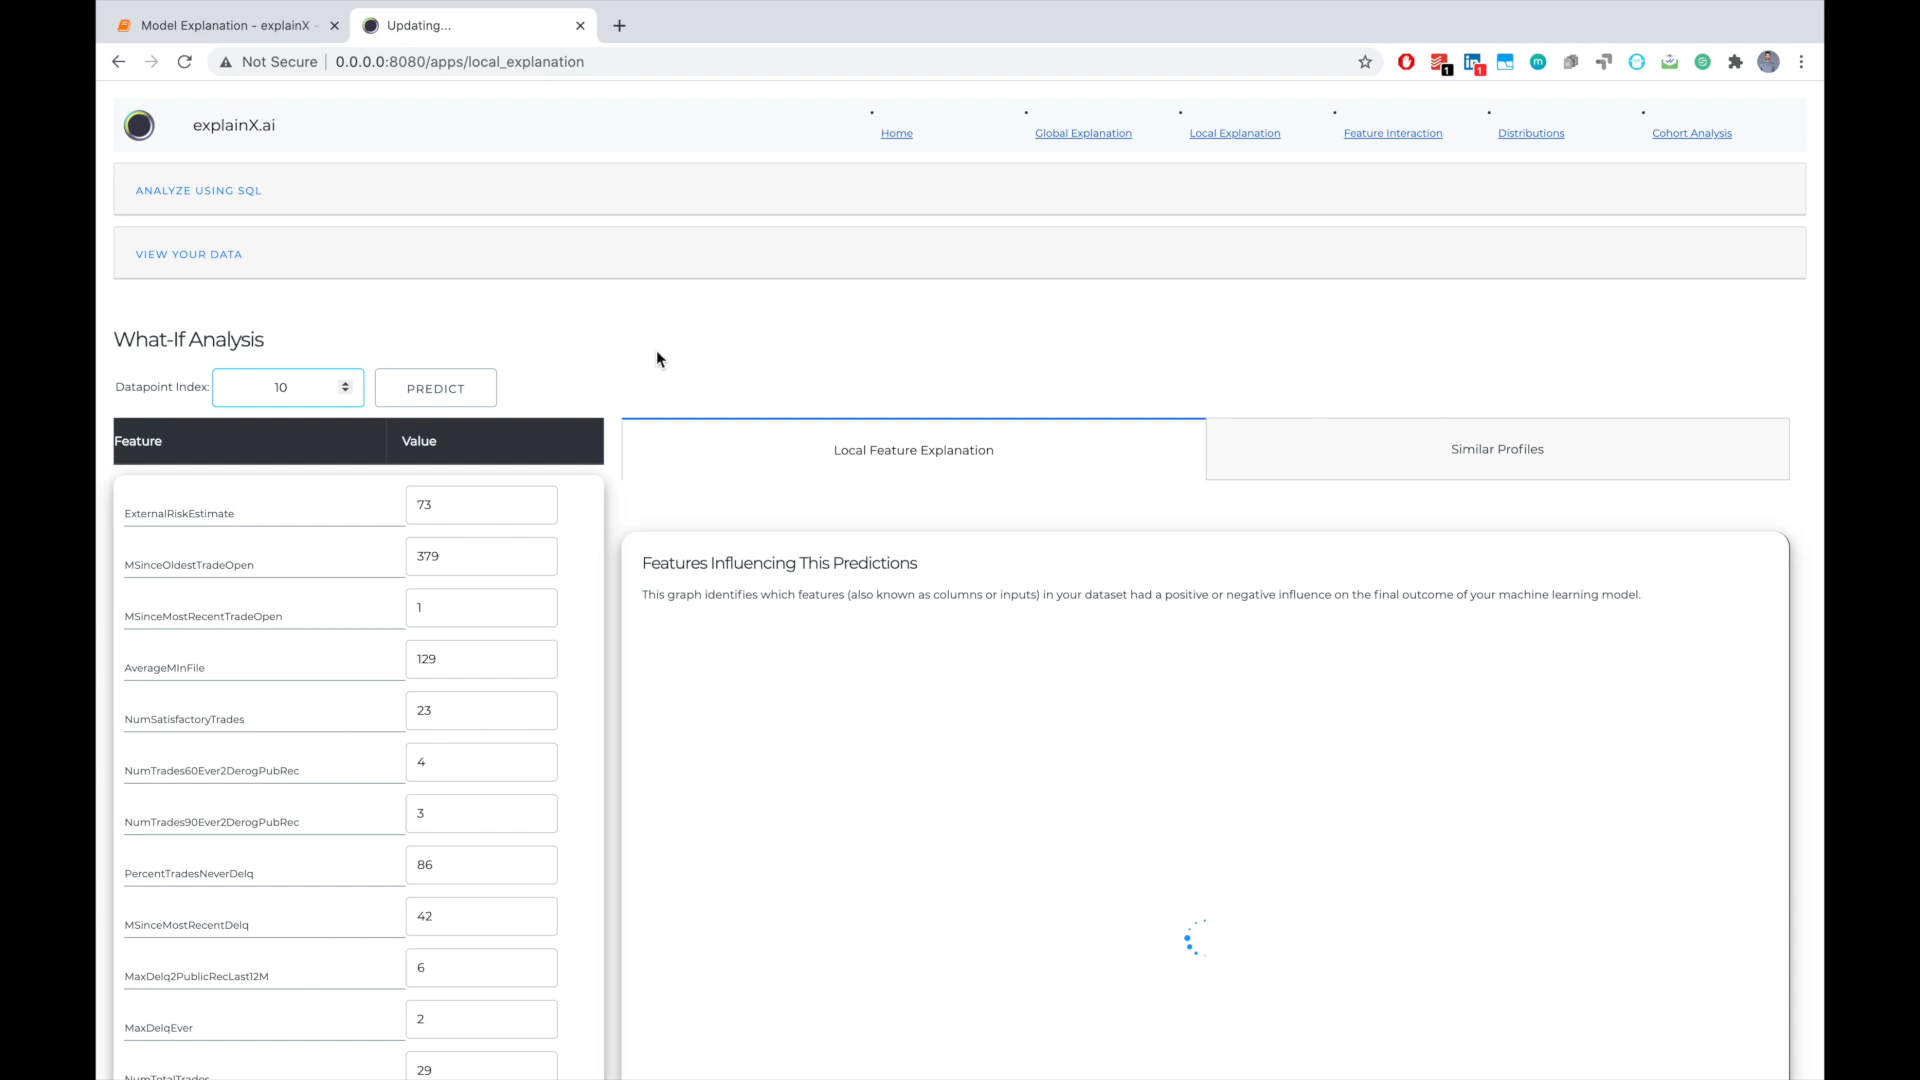 Model Explanation - explainX -
Updating...
Not Secure
0.0.0.0:8080/apps/local_explanation
1
1
explainX.ai
Home
Global Explanation
Local Explanation
Feature Interaction
Distributions
Cohort Analysis
ANALYZE USING SQL
VIEW YOUR DATA
What-If Analysis
Datapoint Index: 10 PREDICT
Feature Value
Local Feature Explanation
Similar Profiles
ExternalRiskEstimate 73
MSinceOldestTradeOpen 379
MSinceMostRecentTradeOpen 1
AverageMInFile 129
NumSatisfactoryTrades 23
NumTrades60Ever2DerogPubRec 4
NumTrades90Ever2DerogPubRec 3
PercentTradesNeverDelq 86
MSinceMostRecentDelq 42
MaxDelq2PublicRecLast12M 6
MaxDelqEver 2
NumTotalTrades 29
Features Influencing This Predictions
This graph identifies which features (also known as columns or inputs) in your dataset had a positive or negative influence on the final outcome of your machine learning model.